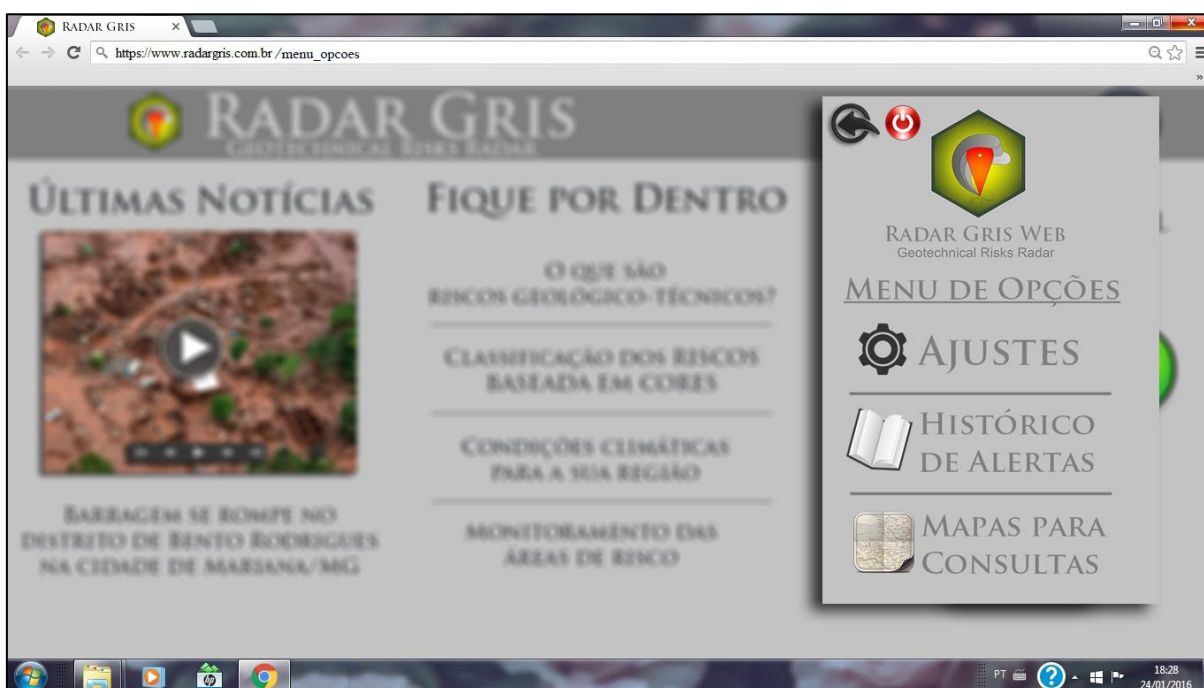 RADAR GRIS
https://www.radargris.com.br /menu_opcoes
RADAR GRIS
GEOTECHNICAL RISKS RADAR
ÚLTIMAS NOTÍCIAS
BARRAGEM SE ROMPE NO
DISTRITO DE BENTO RODRIGUES
NA CIDADE DE MARIANA/MG
FIQUE POR DENTRO
O QUE SÃO
RISCOS GEOLÓGICO-TÉCNICOS?
CLASSIFICAÇÃO DOS RISCOS
BASEADA EM CORES
CONDIÇÕES CLIMÁTICAS
PARA A SUA REGIÃO
MONITORAMENTO DAS
ÁREAS DE RISCO
RADAR GRIS WEB
Geotechnical Risks Radar
MENU DE OPÇÕES
AJUSTES
HISTÓRICO
DE ALERTAS
MAPAS PARA
CONSULTAS
hp
PT
18:28
24/01/2016